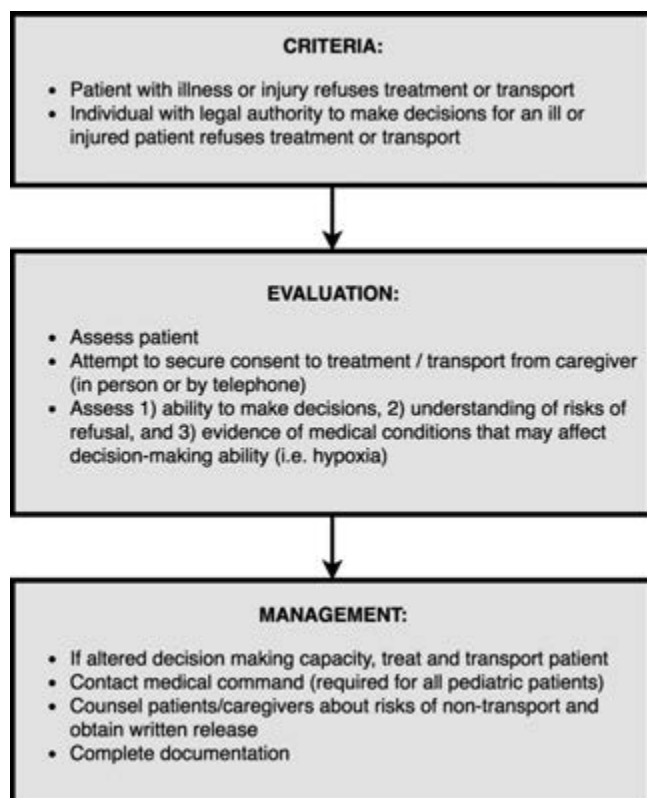 CRITERIA:
• Patient with illness or injury refuses treatment or transport
• Individual with legal authority to make decisions for an ill or
injured patient refuses treatment or transport
EVALUATION:
• Assess patient
• Attempt to secure consent to treatment / transport from caregiver
(in person or by telephone)
• Assess 1) ability to make decisions, 2) understanding of risks of
refusal, and 3) evidence of medical conditions that may affect
decision-making ability (i.e. hypoxia)
MANAGEMENT:
• If altered decision making capacity, treat and transport patient
• Contact medical command (required for all pediatric patients)
• Counsel patients/caregivers about risks of non-transport and
obtain written release
• Complete documentation